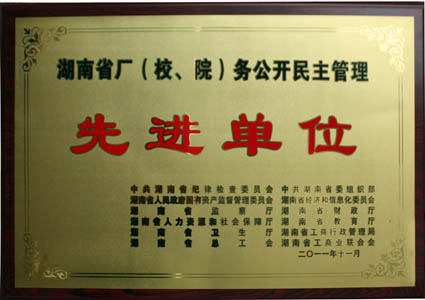 湖南省厂（校、院）务公开民主管理
先进单位
中共湖南省纪律检查委员会 中共湖南省委组织部
湖南省人民政府国有资产监督管理委员会 湖南省经济和信息化委员会
湖南省监察厅 湖南省财政厅
湖南省人力资源和社会保障厅 湖南省教育厅
湖南省卫生厅 湖南省工商行政管理局
湖南省总工会 湖南省工商业联合会
二〇一一年十一月